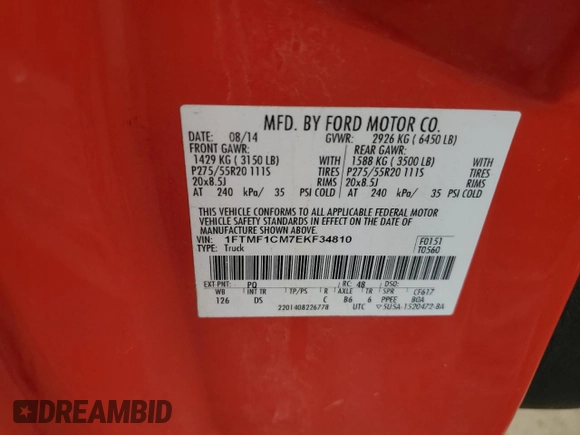 MFD. BY FORD MOTOR CO.
DATE: 08/14 GVWR: 2926 KG ( 6450 LB)
FRONT GAWR: REAR GAWR:
1429 KG ( 3150 LB) WITH 1588 KG ( 3500 LB) WITH
P275/55R20 111S TIRES P275/55R20 111S TIRES
20x8.5J RIMS 20x8.5J RIMS
AT 240 kPa/ 35 PSI COLD AT 240 kPa/ 35 PSI COLD
THIS VEHICLE CONFORMS TO ALL APPLICABLE FEDERAL MOTOR
VEHICLE SAFETY STANDARDS IN EFFECT ON THE DATE OF
MANUFACTURE SHOWN ABOVE.
VIN: 1FTMF1CM7EKF34810 F0151
TYPE: Truck T0560
EXT PNT: PQ RC: 48 DSO:
WB INT TR TP/PS R AXLE TR SPR CF617
126 DS C B6 6 PPEE BOA
2201408226778 UTC 5U5A-1520472-BA
DREAMBID